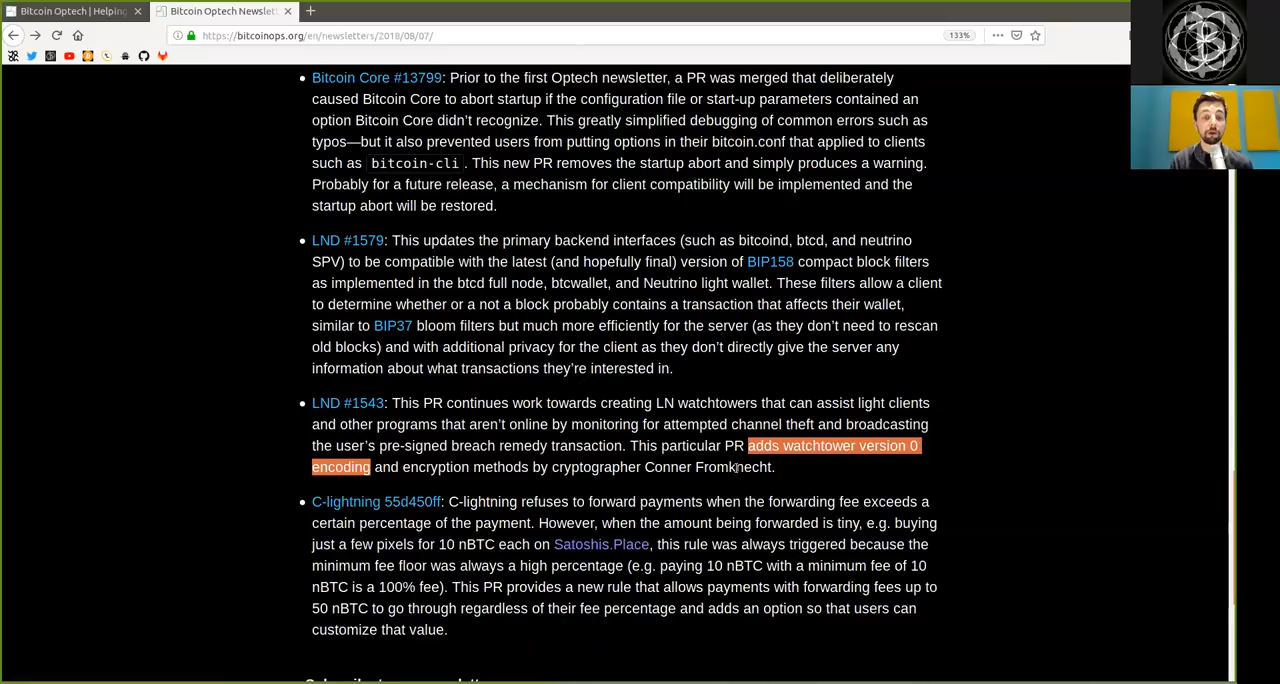 Bitcoin Optech | Helping
Bitcoin Optech Newslett
https://bitcoinops.org/en/newsletters/2018/08/07/
133%
Bitcoin Core #13799: Prior to the first Optech newsletter, a PR was merged that deliberately
caused Bitcoin Core to abort startup if the configuration file or start-up parameters contained an
option Bitcoin Core didn’t recognize. This greatly simplified debugging of common errors such as
typos—but it also prevented users from putting options in their bitcoin.conf that applied to clients
such as bitcoin-cli. This new PR removes the startup abort and simply produces a warning.
Probably for a future release, a mechanism for client compatibility will be implemented and the
startup abort will be restored.
LND #1579: This updates the primary backend interfaces (such as bitcoind, btcd, and neutrino
SPV) to be compatible with the latest (and hopefully final) version of BIP158 compact block filters
as implemented in the btcd full node, btcwallet, and Neutrino light wallet. These filters allow a client
to determine whether or a not a block probably contains a transaction that affects their wallet,
similar to BIP37 bloom filters but much more efficiently for the server (as they don’t need to rescan
old blocks) and with additional privacy for the client as they don’t directly give the server any
information about what transactions they’re interested in.
LND #1543: This PR continues work towards creating LN watchtowers that can assist light clients
and other programs that aren’t online by monitoring for attempted channel theft and broadcasting
the user’s pre-signed breach remedy transaction. This particular PR adds watchtower version 0
encoding and encryption methods by cryptographer Conner Fromknecht.
C-lightning 55d450ff: C-lightning refuses to forward payments when the forwarding fee exceeds a
certain percentage of the payment. However, when the amount being forwarded is tiny, e.g. buying
just a few pixels for 10 nBTC each on Satoshis.Place, this rule was always triggered because the
minimum fee floor was always a high percentage (e.g. paying 10 nBTC with a minimum fee of 10
nBTC is a 100% fee). This PR provides a new rule that allows payments with forwarding fees up to
50 nBTC to go through regardless of their fee percentage and adds an option so that users can
customize that value.